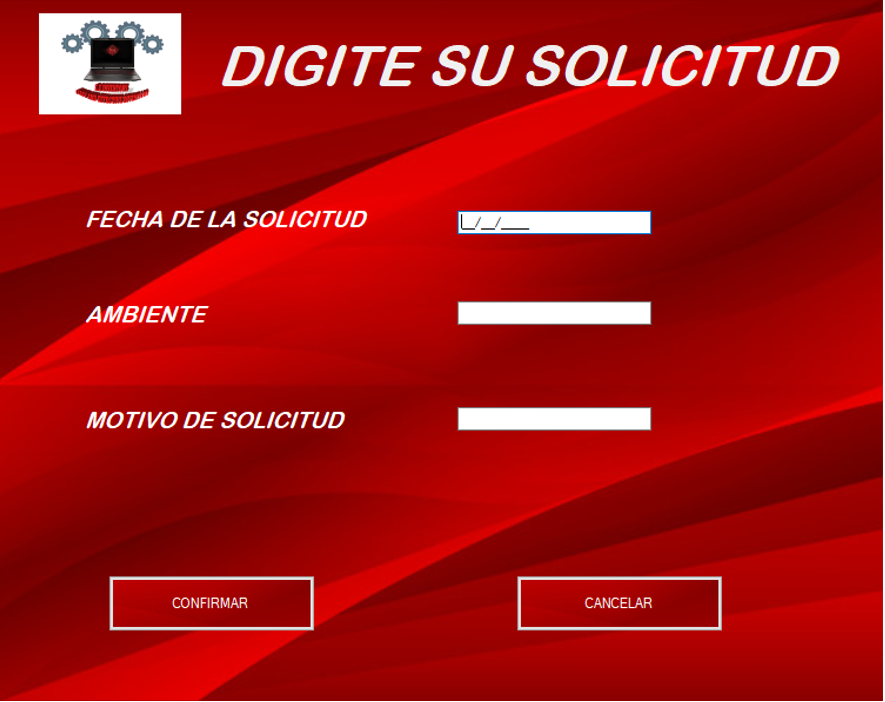 DIGITE SU SOLICITUD
FECHA DE LA SOLICITUD
__/__/____
AMBIENTE
MOTIVO DE SOLICITUD
CONFIRMAR
CANCELAR